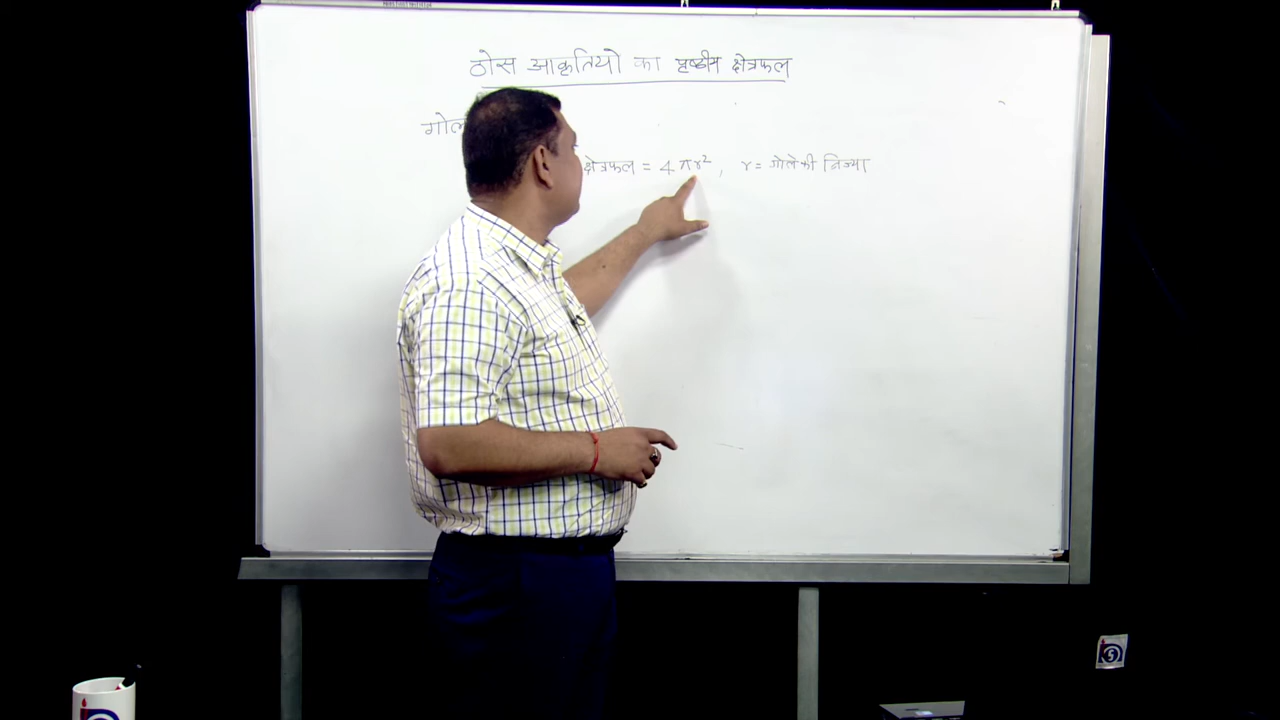 ठोस आकृतियो का पृष्ठीय क्षेत्रफल
गोल
क्षेत्रफल = 4πr², r = गोले की त्रिज्या